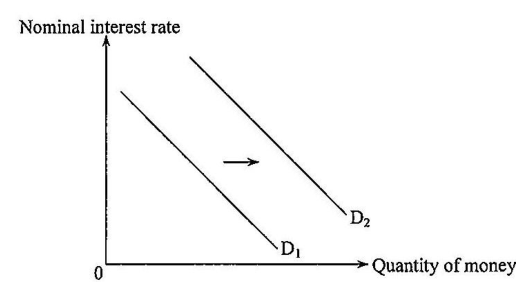 Nominal interest rate
D₂
D₁
0
Quantity of money